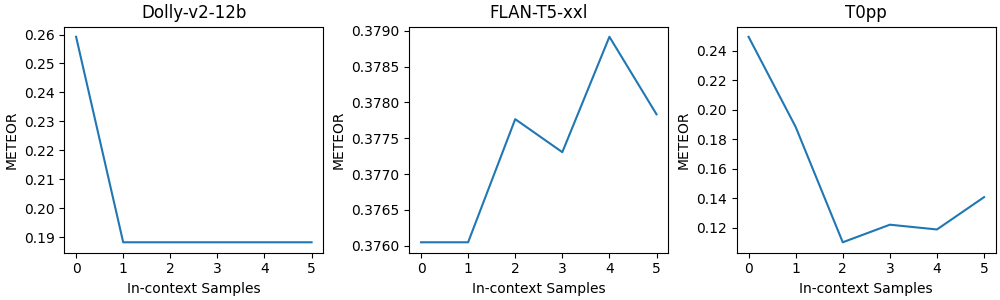 Dolly-v2-12b
0.26
0.25
0.24
0.23
0.22
0.21
0.20
0.19
METEOR
0 1 2 3 4 5
In-context Samples
FLAN-T5-xxl
0.3790
0.3785
0.3780
0.3775
0.3770
0.3765
0.3760
METEOR
0 1 2 3 4 5
In-context Samples
T0pp
0.24
0.22
0.20
0.18
0.16
0.14
0.12
METEOR
0 1 2 3 4 5
In-context Samples